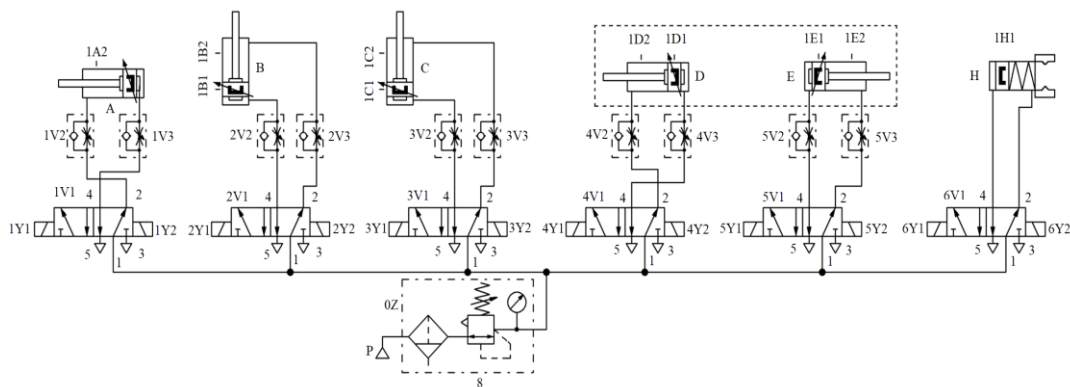 1B2 1C2 1D2 1D1 1E1 1E2 1H1
1A2 B C D E H
1B1 1C1
A
1V2 1V3 2V2 2V3 3V2 3V3 4V2 4V3 5V2 5V3
1V1 4 2 2V1 4 2 3V1 4 2 4V1 4 2 5V1 4 2 6V1 4 2
1Y1 1Y2 2Y1 2Y2 3Y1 3Y2 4Y1 4Y2 5Y1 5Y2 6Y1 6Y2
5 1 3 5 1 3 5 1 3 5 1 3 5 1 3 5 1 3
0Z
P
8